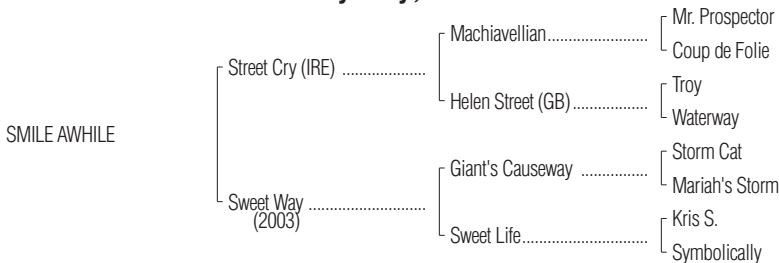 Mr. Prospector
Machiavellian
Coup de Folie
Street Cry (IRE)
Troy
Helen Street (GB)
Waterway
SMILE AWHILE
Storm Cat
Giant's Causeway
Mariah's Storm
Sweet Way
(2003)
Kris S.
Sweet Life
Symbolically